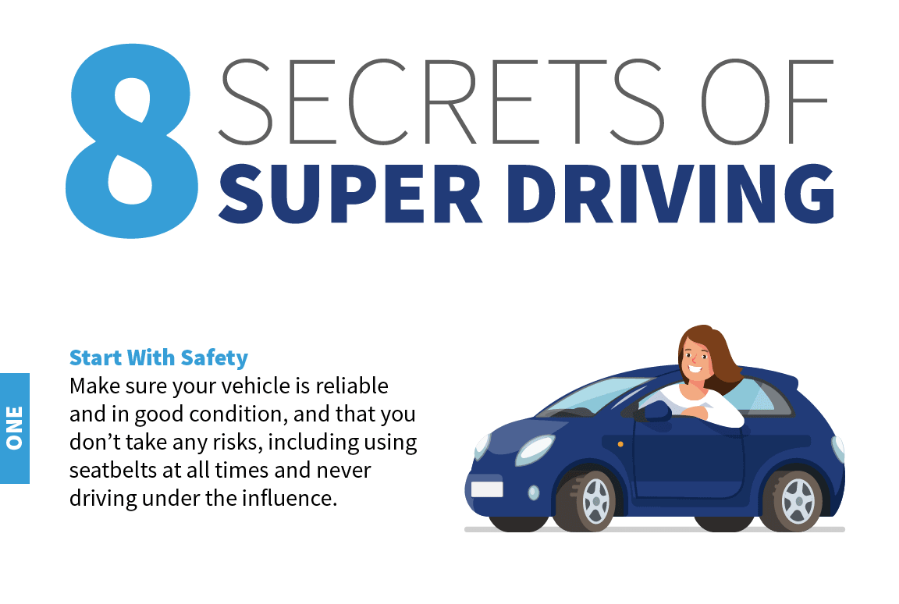 8 SECRETS OF
SUPER DRIVING
Start With Safety
Make sure your vehicle is reliable
and in good condition, and that you
don’t take any risks, including using
seatbelts at all times and never
driving under the influence.
ONE